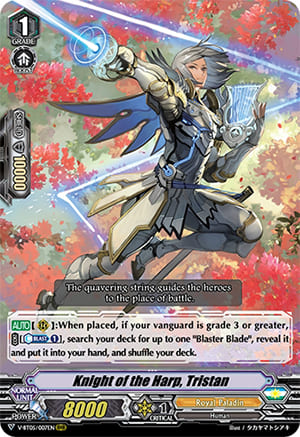 1
GRADE
BOOST
10000
The quavering string guides the heroes
to the place of battle.
AUTO :When placed, if your vanguard is grade 3 or greater,
[ BLAST 1], search your deck for up to one "Blaster Blade", reveal it
and put it into your hand, and shuffle your deck.
NORMAL
UNIT
Knight of the Harp, Tristan
POWER
8000
1
CRITICAL
Royal Paladin
Human
V-BT05/007EN RRR
Illust / タカヤマトシアキ